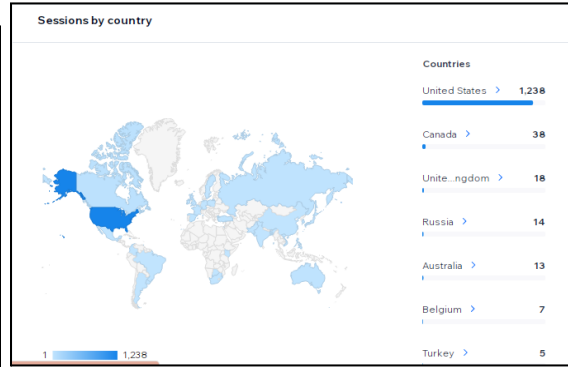 Sessions by country
Countries
United States > 1,238
Canada > 38
Unite...ngdom > 18
Russia > 14
Australia > 13
Belgium > 7
Turkey > 5
1 1,238